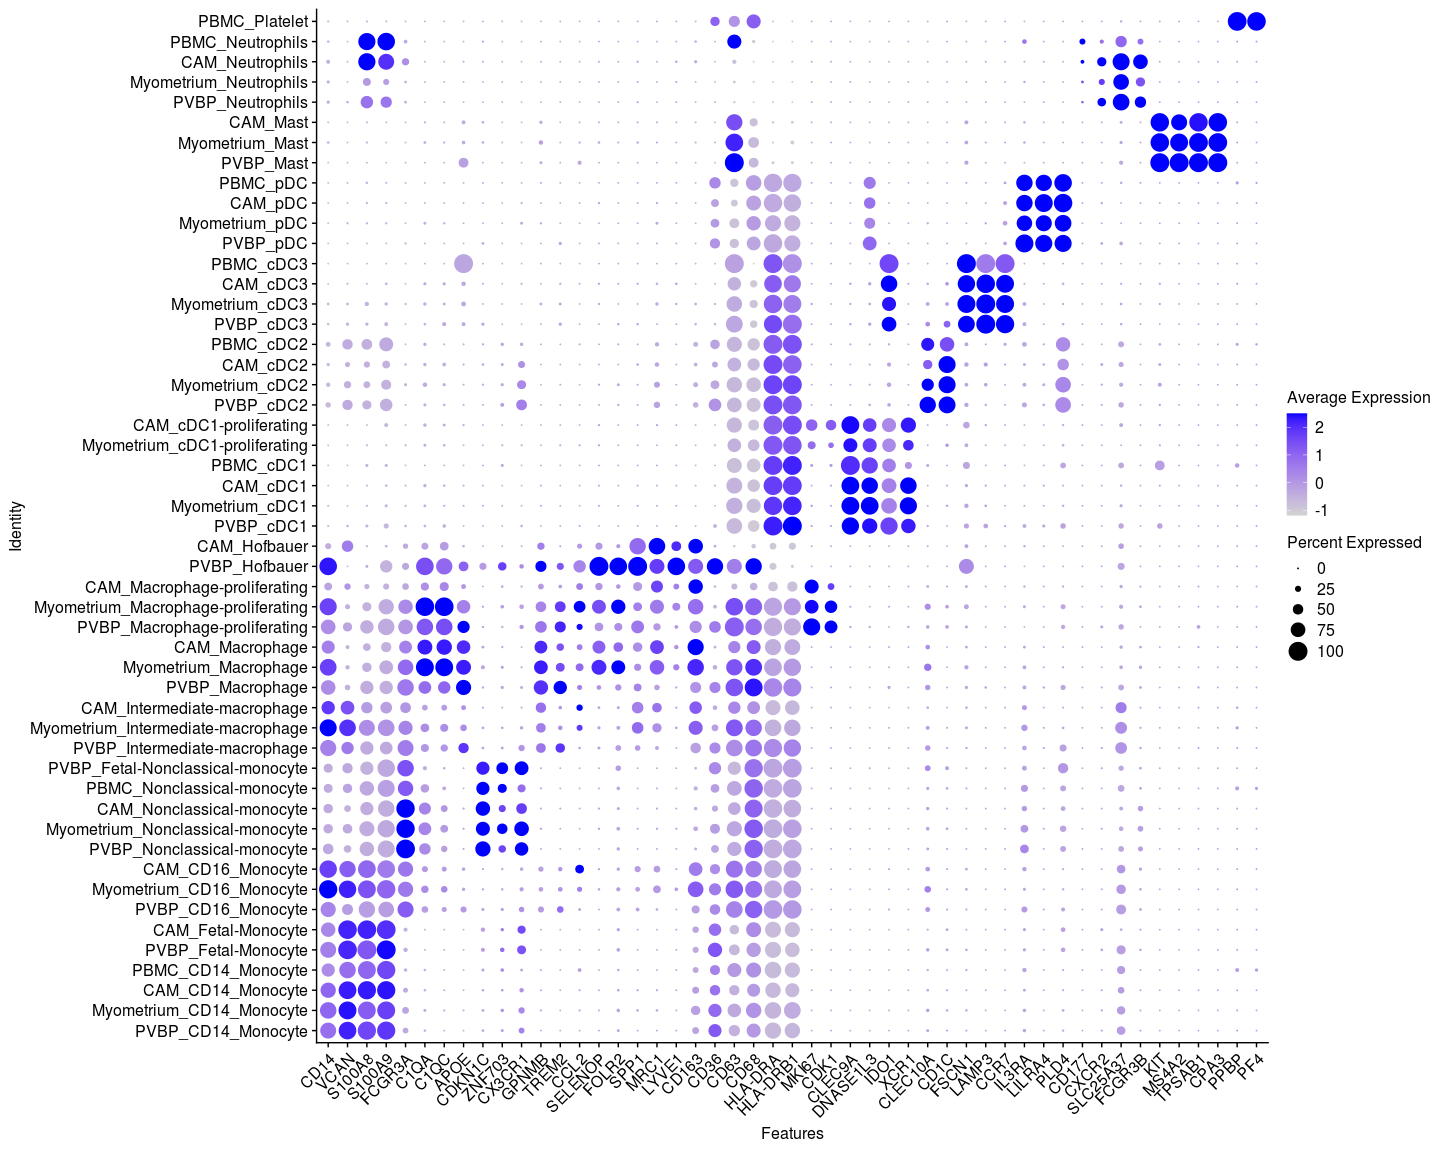 PBMC_Platelet
PBMC_Neutrophils
CAM_Neutrophils
Myometrium_Neutrophils
PVBP_Neutrophils
CAM_Mast
Myometrium_Mast
PVBP_Mast
PBMC_pDC
CAM_pDC
Myometrium_pDC
PVBP_pDC
PBMC_cDC3
CAM_cDC3
Myometrium_cDC3
PVBP_cDC3
PBMC_cDC2
CAM_cDC2
Myometrium_cDC2
PVBP_cDC2
CAM_cDC1-proliferating
Myometrium_cDC1-proliferating
PBMC_cDC1
CAM_cDC1
Myometrium_cDC1
PVBP_cDC1
CAM_Hofbauer
PVBP_Hofbauer
CAM_Macrophage-proliferating
Myometrium_Macrophage-proliferating
PVBP_Macrophage-proliferating
CAM_Macrophage
Myometrium_Macrophage
PVBP_Macrophage
CAM_Intermediate-macrophage
Myometrium_Intermediate-macrophage
PVBP_Intermediate-macrophage
PVBP_Fetal-Nonclassical-monocyte
PBMC_Nonclassical-monocyte
CAM_Nonclassical-monocyte
Myometrium_Nonclassical-monocyte
PVBP_Nonclassical-monocyte
CAM_CD16_Monocyte
Myometrium_CD16_Monocyte
PVBP_CD16_Monocyte
CAM_Fetal-Monocyte
PVBP_Fetal-Monocyte
PBMC_CD14_Monocyte
CAM_CD14_Monocyte
Myometrium_CD14_Monocyte
PVBP_CD14_Monocyte
Identity
CD14
VCAN
S100A8
S100A9
FCGR3A
C1QA
C1QC
APOE
CDKN1C
ZNF703
CX3CR1
GPNMB
TREM2
CCL2
SELENOP
FOLR2
SPP1
MRC1
LYVE1
CD163
CD36
CD63
CD68
HLA-DRA
HLA-DRB1
MKI67
CDK1
CLEC9A
DNASE1L3
IDO1
XCR1
CLEC10A
CD1C
FSCN1
LAMP3
CCR7
IL3RA
LILRA4
PLD4
CD177
CXCR2
SLC25A37
FCGR3B
KIT
MS4A2
TPSAB1
CPA3
PPBP
PF4
Features
Average Expression
2
1
0
-1
Percent Expressed
0
25
50
75
100